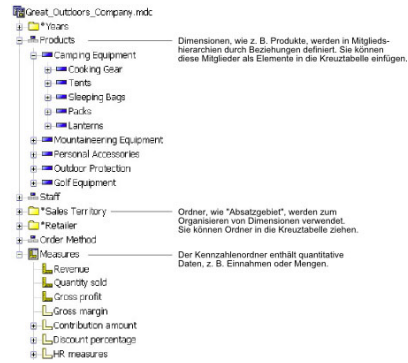 Great_Outdoors_Company.mdc
*Years
Products
Dimensionen, wie z. B. Produkte, werden in Mitglieds-
hierarchien durch Beziehungen definiert. Sie können
diese Mitglieder als Elemente in die Kreuztabelle einfügen.
Camping Equipment
Cooking Gear
Tents
Sleeping Bags
Packs
Lanterns
Mountaineering Equipment
Personal Accessories
Outdoor Protection
Golf Equipment
Staff
*Sales Territory
Ordner, wie "Absatzgebiet", werden zum
Organisieren von Dimensionen verwendet.
Sie können Ordner in die Kreuztabelle ziehen.
*Retailer
Order Method
Measures
Der Kennzahlenordner enthält quantitative
Daten, z. B. Einnahmen oder Mengen.
Revenue
Quantity sold
Gross profit
Gross margin
Contribution amount
Discount percentage
HR measures